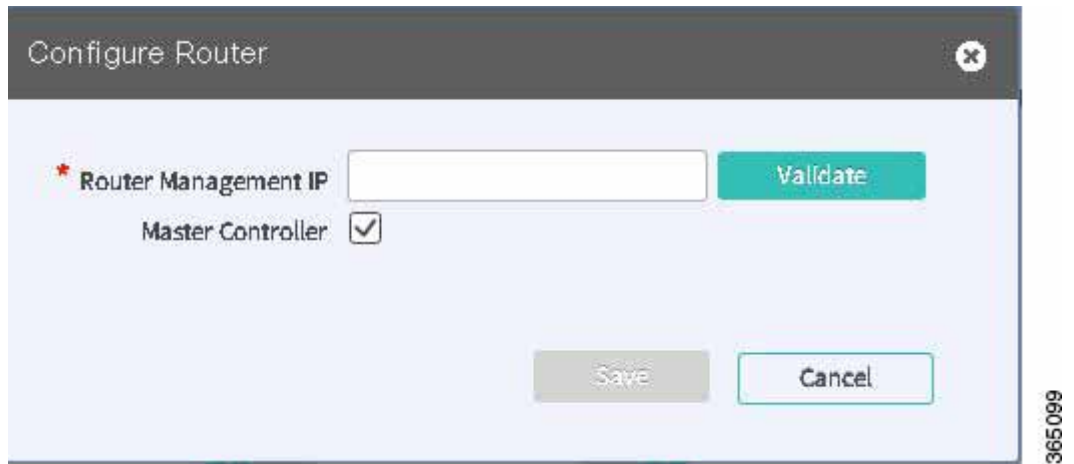 Configure Router
* Router Management IP
Validate
Master Controller
Save
Cancel
365099